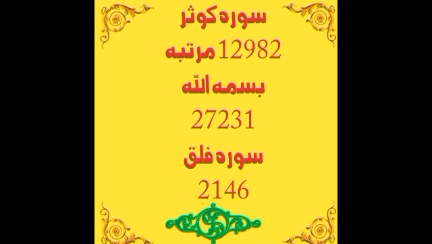 سوره کوثر
12982 مرتبه
بسمه الله
27231
سوره فلق
2146